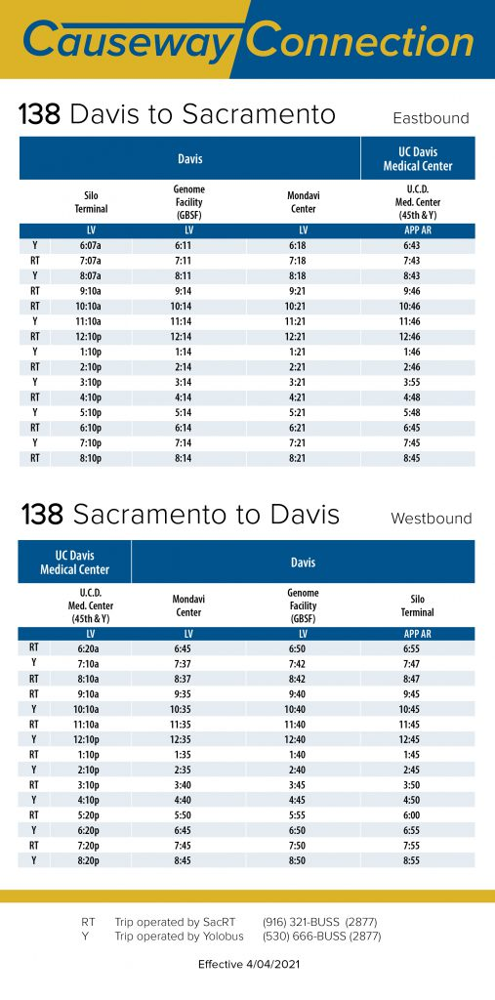 Causeway Connection
138 Davis to Sacramento Eastbound
Davis UC Davis Medical Center
Silo Terminal Genome Facility (GBSF) Mondavi Center U.C.D. Med. Center (45th & Y)
LV LV LV APP AR
Y 6:07a 6:11 6:18 6:43
RT 7:07a 7:11 7:18 7:43
Y 8:07a 8:11 8:18 8:43
RT 9:10a 9:14 9:21 9:46
RT 10:10a 10:14 10:21 10:46
Y 11:10a 11:14 11:21 11:46
RT 12:10p 12:14 12:21 12:46
Y 1:10p 1:14 1:21 1:46
RT 2:10p 2:14 2:21 2:46
Y 3:10p 3:14 3:21 3:55
RT 4:10p 4:14 4:21 4:48
Y 5:10p 5:14 5:21 5:48
RT 6:10p 6:14 6:21 6:45
Y 7:10p 7:14 7:21 7:45
RT 8:10p 8:14 8:21 8:45
138 Sacramento to Davis Westbound
UC Davis Medical Center Davis
U.C.D. Med. Center (45th & Y) Mondavi Center Genome Facility (GBSF) Silo Terminal
LV LV LV APP AR
RT 6:20a 6:45 6:50 6:55
Y 7:10a 7:37 7:42 7:47
RT 8:10a 8:37 8:42 8:47
RT 9:10a 9:35 9:40 9:45
Y 10:10a 10:35 10:40 10:45
RT 11:10a 11:35 11:40 11:45
Y 12:10p 12:35 12:40 12:45
RT 1:10p 1:35 1:40 1:45
Y 2:10p 2:35 2:40 2:45
RT 3:10p 3:40 3:45 3:50
Y 4:10p 4:40 4:45 4:50
RT 5:20p 5:50 5:55 6:00
Y 6:20p 6:45 6:50 6:55
RT 7:20p 7:45 7:50 7:55
Y 8:20p 8:45 8:50 8:55
RT Trip operated by SacRT (916) 321-BUSS (2877)
Y Trip operated by Yolobus (530) 666-BUSS (2877)
Effective 4/04/2021